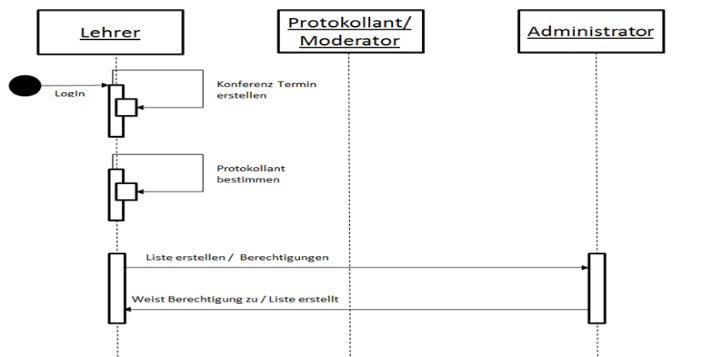 Lehrer
Protokollant/
Moderator
Administrator
LogIn
Konferenz Termin
erstellen
Protokollant
bestimmen
Liste erstellen / Berechtigungen
Weist Berechtigung zu / Liste erstellt